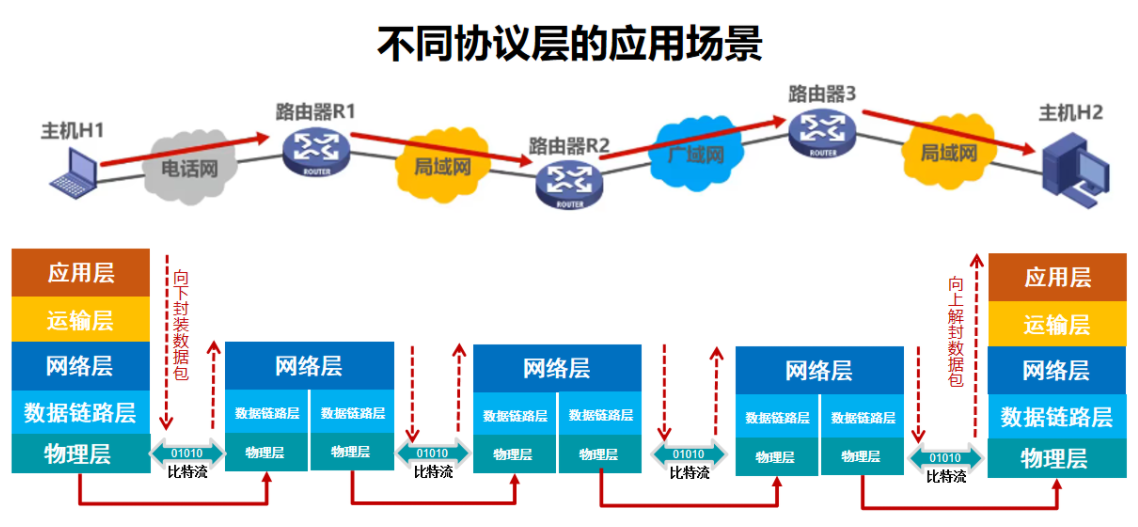 不同协议层的应用场景
主机H1
电话网
路由器R1
ROUTER
局域网
路由器R2
ROUTER
广域网
路由器3
ROUTER
局域网
主机H2
应用层
运输层
网络层
数据链路层
物理层
向下封装数据包
01010
比特流
网络层
数据链路层 数据链路层
物理层 物理层
01010
比特流
网络层
数据链路层 数据链路层
物理层 物理层
01010
比特流
网络层
数据链路层 数据链路层
物理层 物理层
01010
比特流
向上解封数据包
应用层
运输层
网络层
数据链路层
物理层